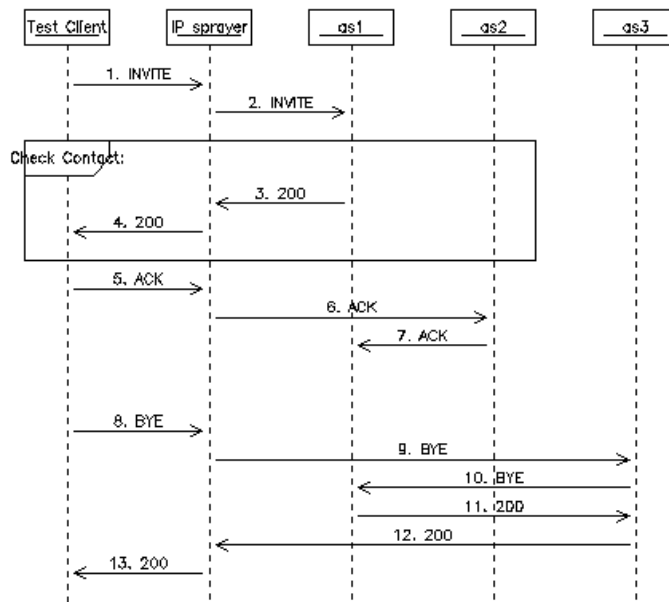 Test Client IP sprayer as1 as2 as3
1. INVITE
2. INVITE
Check Contact:
3. 200
4. 200
5. ACK
6. ACK
7. ACK
8. BYE
9. BYE
10. BYE
11. 200
12. 200
13. 200